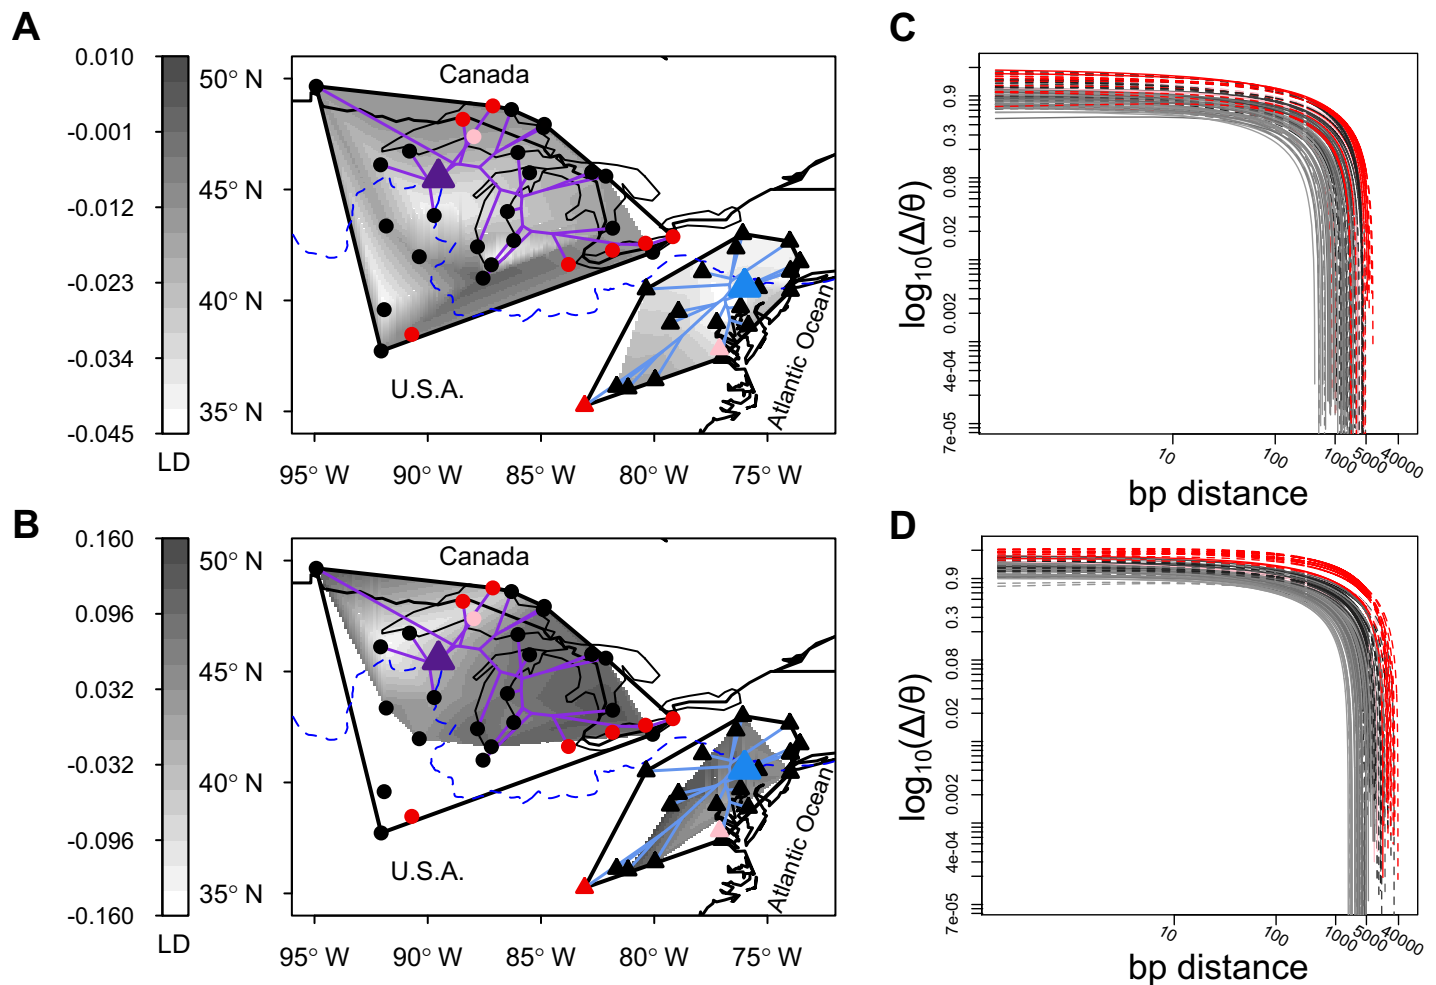 A
0.010
-0.001
-0.012
-0.023
-0.034
-0.045
LD
50° N
45° N
40° N
35° N
Canada
U.S.A.
Atlantic Ocean
95° W
90° W
85° W
80° W
75° W
B
0.160
0.096
0.032
-0.032
-0.096
-0.160
LD
50° N
45° N
40° N
35° N
Canada
U.S.A.
Atlantic Ocean
95° W
90° W
85° W
80° W
75° W
C
log10(Δ/θ)
0.9
0.3
0.08
0.02
0.002
4e-04
7e-05
10
100
1000
5000
40000
bp distance
D
log10(Δ/θ)
0.9
0.3
0.08
0.02
0.002
4e-04
7e-05
10
100
1000
5000
40000
bp distance